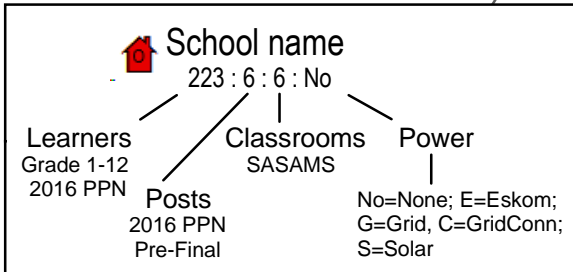 School name
223 : 6 : 6 : No
Learners
Grade 1-12
2016 PPN
Posts
2016 PPN
Pre-Final
Classrooms
SASAMS
Power
No=None; E=Eskom;
G=Grid, C=GridConn;
S=Solar